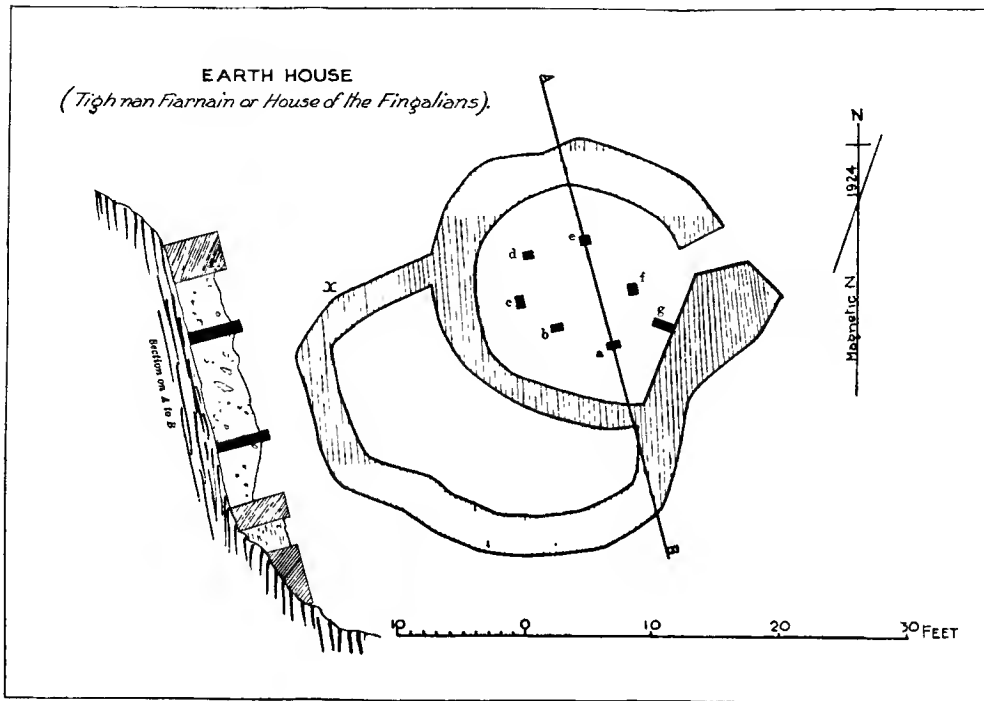 EARTH HOUSE
(Tigh nan Fiarnain or House of the Fingalians).
A
N
1924
Magnetic N
e
d
f
x
c
g
b
a
Section on A to B
B
10 0 10 20 30 FEET